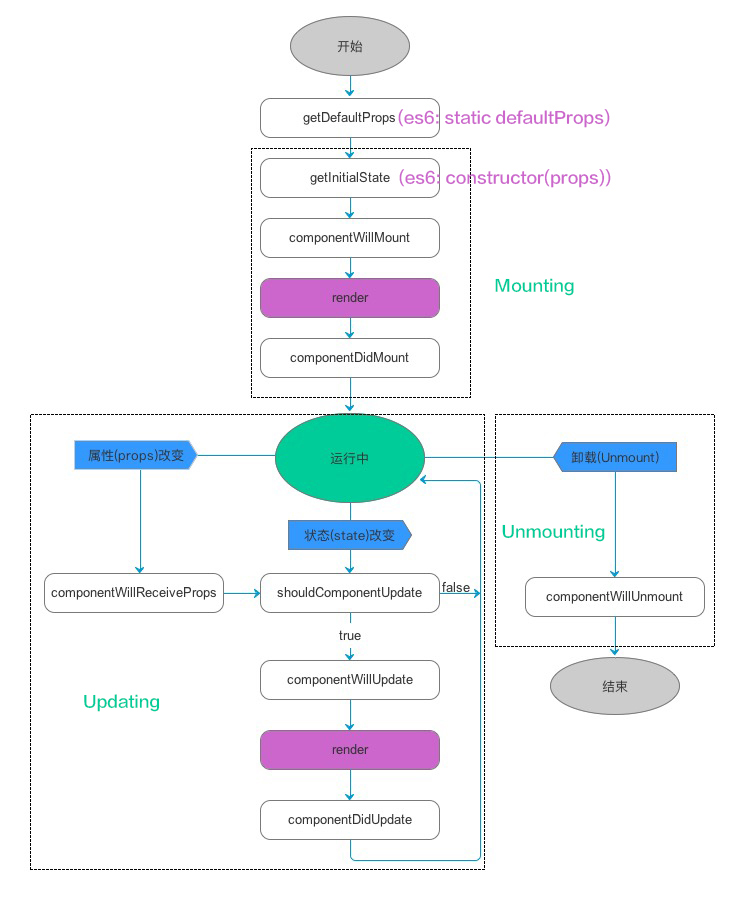 开始
getDefaultProps(es6: static defaultProps)
getInitialState (es6: constructor(props))
componentWillMount
Mounting
render
componentDidMount
属性(props)改变
运行中
卸载(Unmount)
状态(state)改变
Unmounting
componentWillReceiveProps
shouldComponentUpdate
false
componentWillUnmount
true
componentWillUpdate
结束
Updating
render
componentDidUpdate